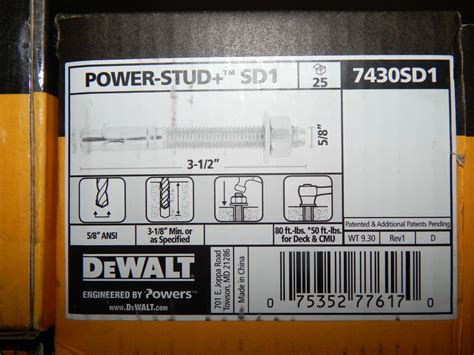 POWER-STUD+™ SD1
25
7430SD1
5/8"
3-1/2"
5/8" ANSI
3-1/8" Min. or
as Specified
80 ft.-lbs. *50 ft.-lbs.
for Deck & CMU
Patented & Additional Patents Pending
WT 9.30 Rev1 D
DEWALT
ENGINEERED BY Powers
www.DEWALT.com
701 E. Joppa Road
Towson, MD 21286
Made in China
0 75352 77617 0